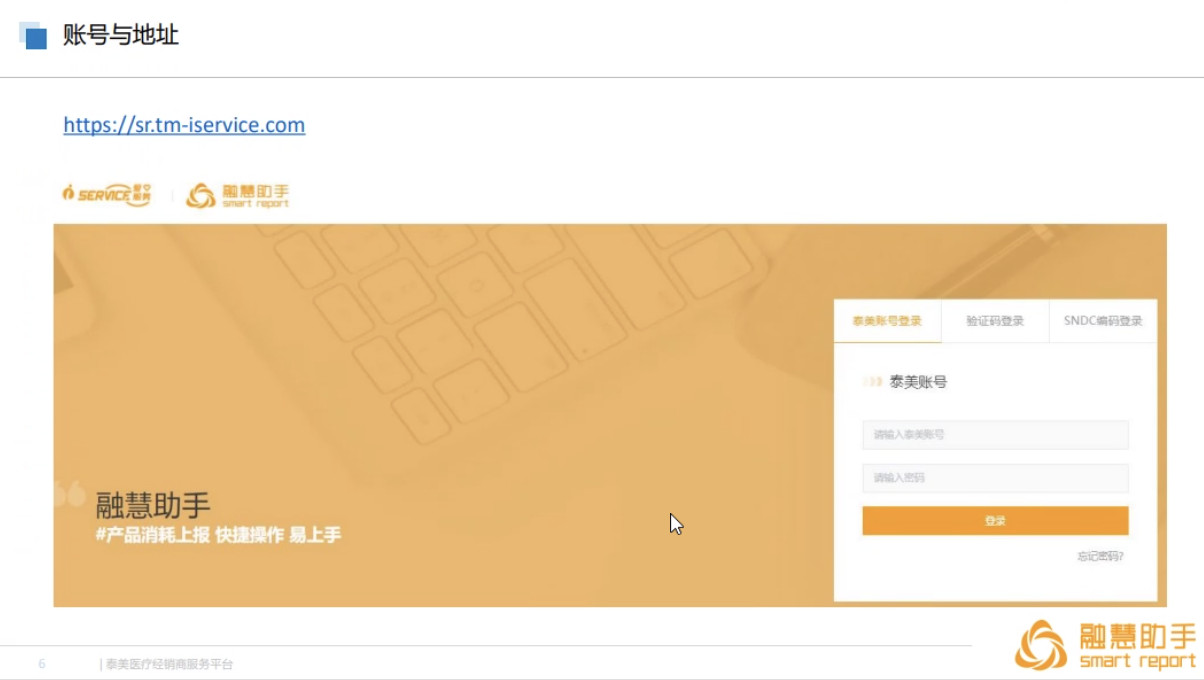 账号与地址
https://sr.tm-iservice.com
SERVICE
融慧助手
smart report
泰美账号登录
验证码登录
SNDC编码登录
泰美账号
请输入泰美账号
请输入密码
登录
忘记密码?
融慧助手
#产品消耗上报 快捷操作 易上手
融慧助手
smart report
6
| 泰美医疗经销商服务平台